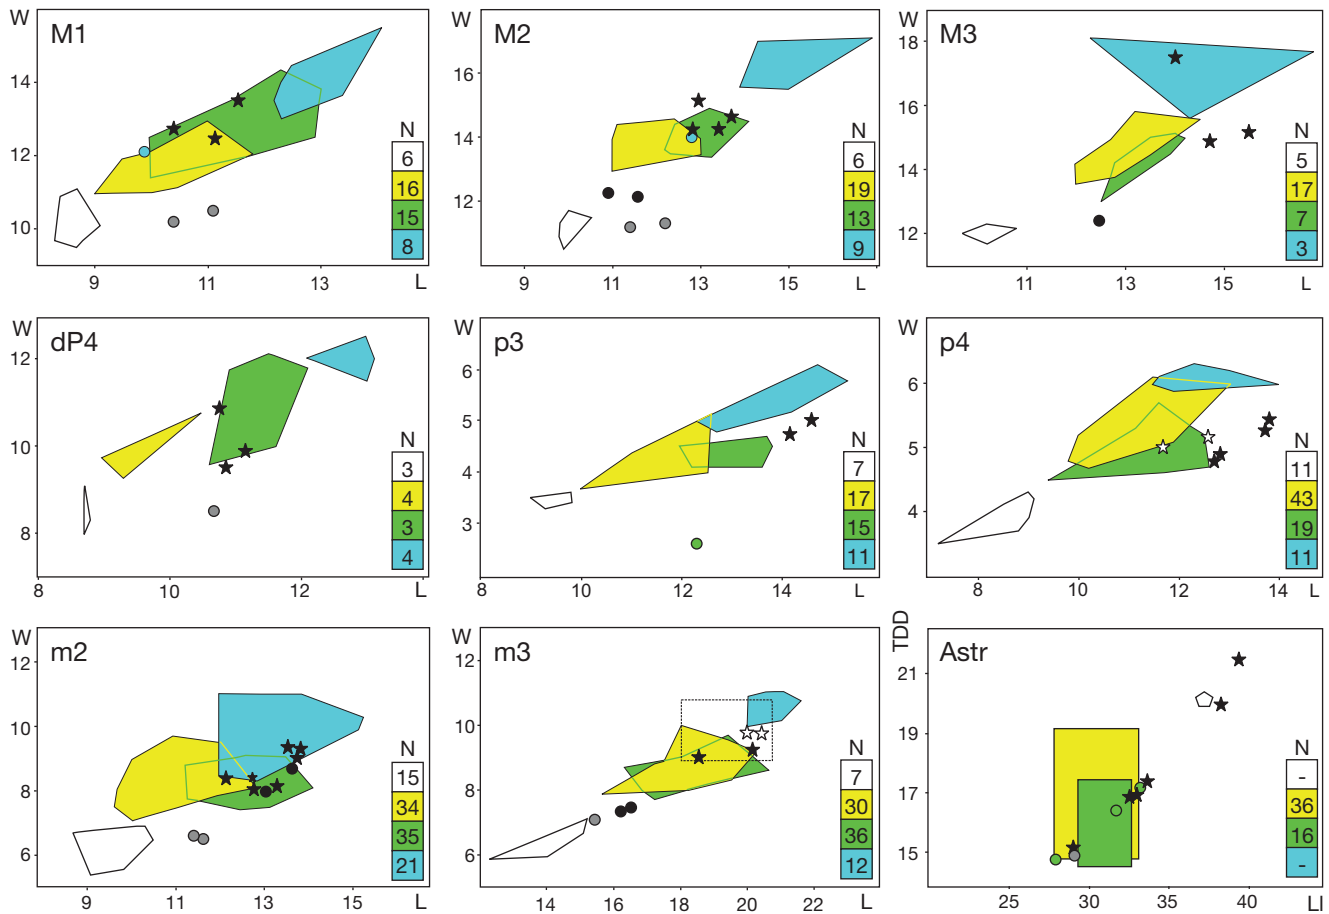 W M1
14
12
10
9 11 13 L
N
6
16
15
8
W M2
16
14
12
9 11 13 15 L
N
6
19
13
9
W M3
18
16
14
12
11 13 15 L
N
5
17
7
3
W dP4
12
10
8
8 10 12 L
N
3
4
3
4
W p3
6
5
4
3
10 12 14 L
N
7
17
15
11
W p4
6
5
4
8 10 12 14 L
N
11
43
19
11
W m2
12
10
8
6
9 11 13 15 L
N
15
34
35
21
W m3
12
10
8
6
14 16 18 20 22 L
N
7
30
36
12
TDD Astr
21
19
17
15
25 30 35 40 Ll
N
-
36
16
-